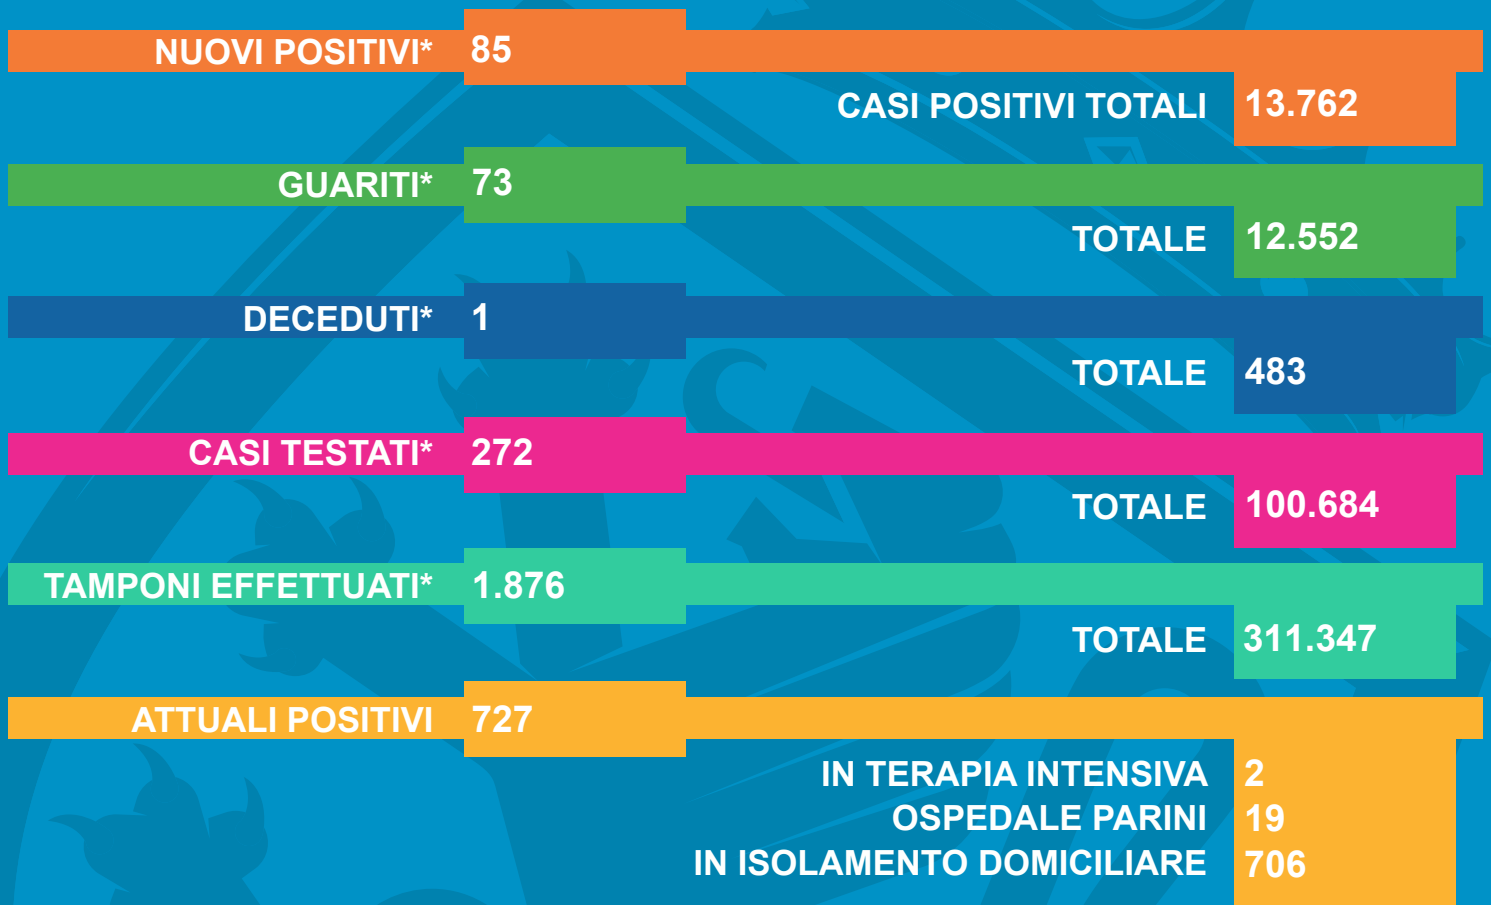 NUOVI POSITIVI* 85
CASI POSITIVI TOTALI 13.762
GUARITI* 73
TOTALE 12.552
DECEDUTI* 1
TOTALE 483
CASI TESTATI* 272
TOTALE 100.684
TAMPONI EFFETTUATI* 1.876
TOTALE 311.347
ATTUALI POSITIVI 727
IN TERAPIA INTENSIVA 2
OSPEDALE PARINI 19
IN ISOLAMENTO DOMICILIARE 706